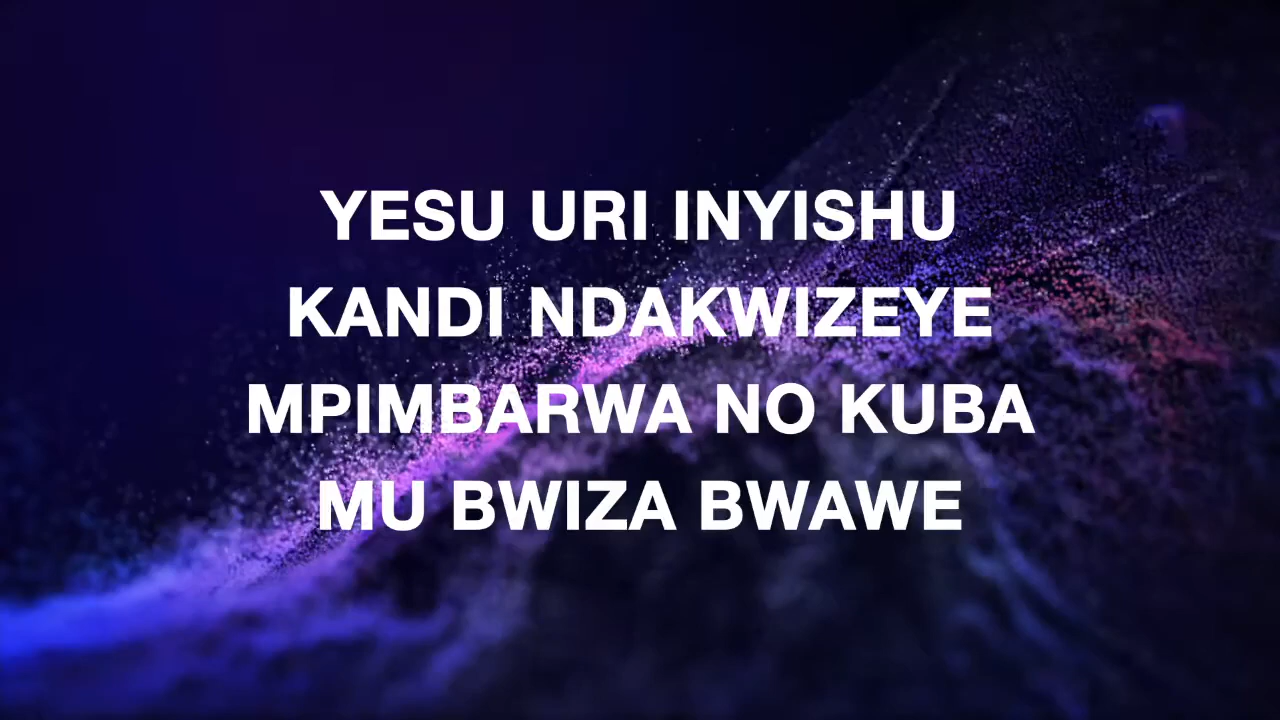 YESU URI INYISHU
KANDI NDAKWIZEYE
MPIMBARWA NO KUBA
MU BWIZA BWAWE